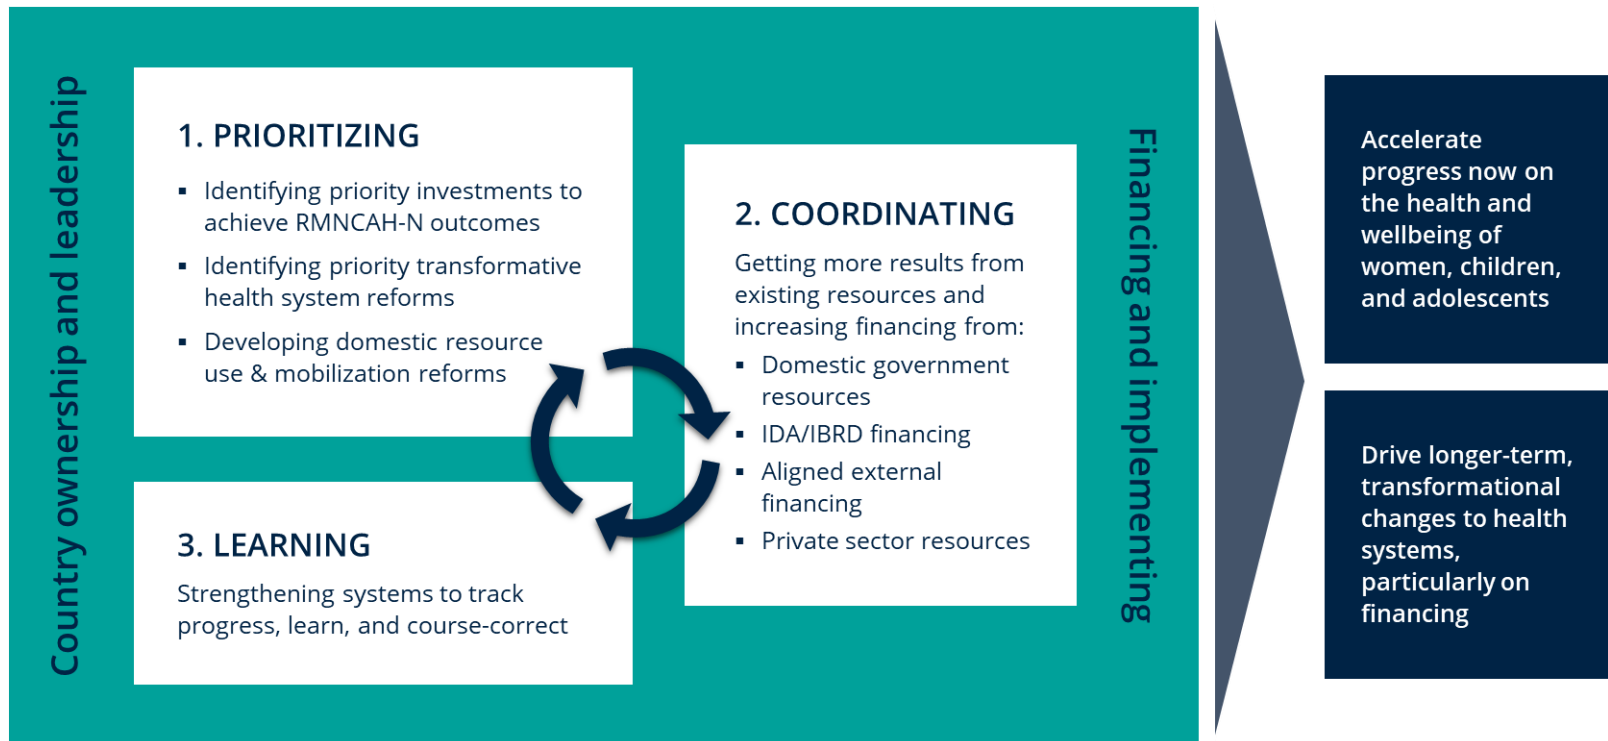 Country ownership and leadership
1. PRIORITIZING
▪ Identifying priority investments to
achieve RMNCAH-N outcomes
▪ Identifying priority transformative
health system reforms
▪ Developing domestic resource
use & mobilization reforms
2. COORDINATING
Getting more results from
existing resources and
increasing financing from:
▪ Domestic government
resources
▪ IDA/IBRD financing
▪ Aligned external
financing
▪ Private sector resources
3. LEARNING
Strengthening systems to track
progress, learn, and course-correct
Financing and implementing
Accelerate
progress now on
the health and
wellbeing of
women, children,
and adolescents
Drive longer-term,
transformational
changes to health
systems,
particularly on
financing